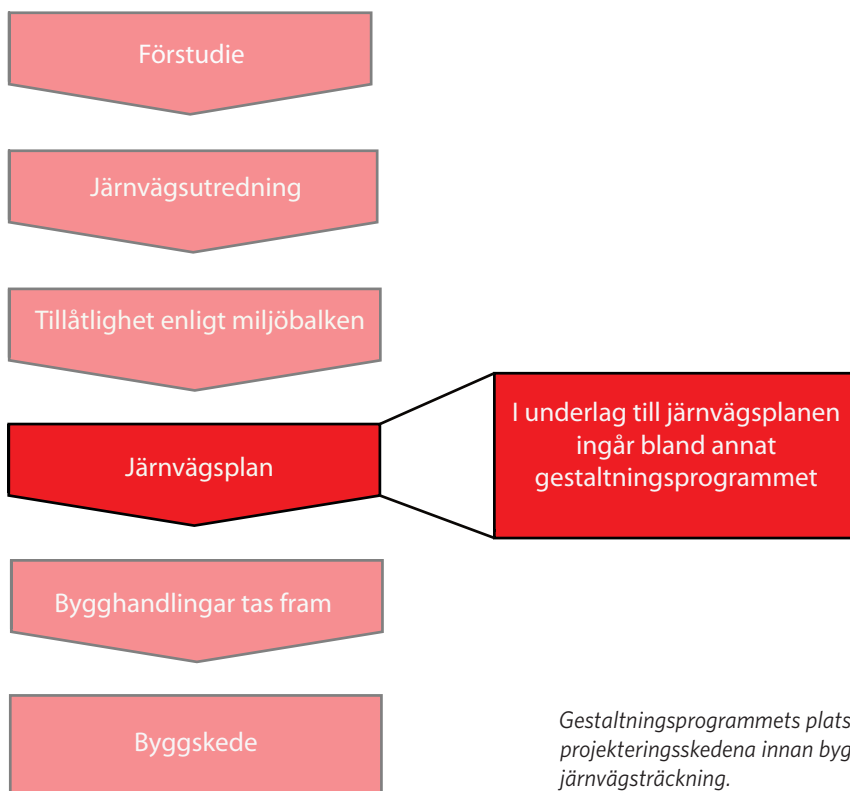 Förstudie
Järnvägsutredning
Tillåtlighet enligt miljöbalken
Järnvägsplan
I underlag till järnvägsplanen
ingår bland annat
gestaltningsprogrammet
Bygghandlingar tas fram
Byggskede
Gestaltningsprogrammets plats
projekteringsskedena innan byg
järnvägsträckning.